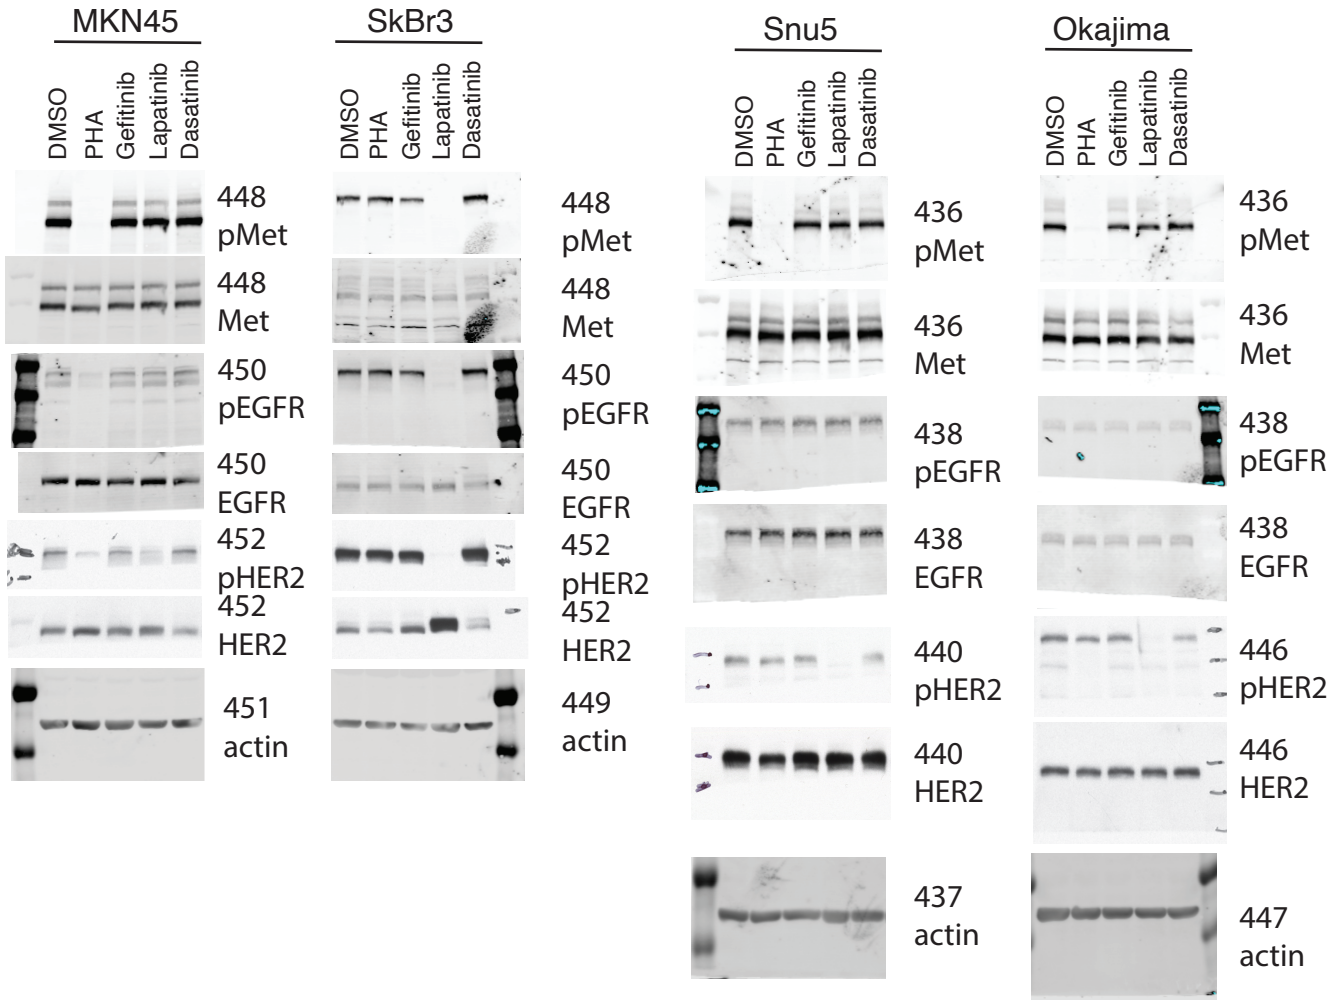 MKN45
DMSO
PHA
Gefitinib
Lapatinib
Dasatinib
448
pMet
448
Met
450
pEGFR
450
EGFR
452
pHER2
452
HER2
451
actin
SkBr3
DMSO
PHA
Gefitinib
Lapatinib
Dasatinib
448
pMet
448
Met
450
pEGFR
450
EGFR
452
pHER2
452
HER2
449
actin
Snu5
DMSO
PHA
Gefitinib
Lapatinib
Dasatinib
436
pMet
436
Met
438
pEGFR
438
EGFR
440
pHER2
440
HER2
437
actin
Okajima
DMSO
PHA
Gefitinib
Lapatinib
Dasatinib
436
pMet
436
Met
438
pEGFR
438
EGFR
446
pHER2
446
HER2
447
actin